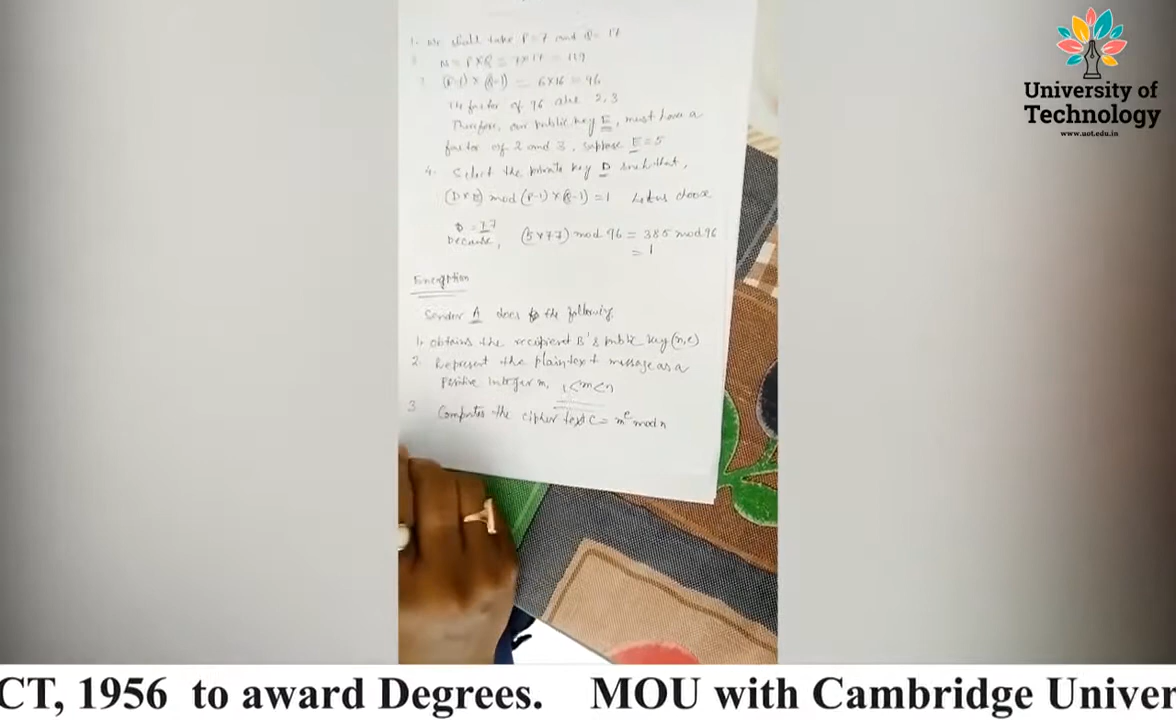 1. We shall take P=7 and Q= 17
2. N = P×Q = 7×17 = 119
3. (P-1) × (Q-1) = 6×16 = 96
The factor of 96 are 2,3
Therefore, our public key E, must have a
factor of 2 and 3, suppose E=5
4. Select the private key D such that,
(D×E) mod (P-1) × (Q-1) = 1 Let us choose
D = 77
because, (5×77) mod 96 = 385 mod 96
= 1
Encryption
Sender A does the following
1. Obtains the recipient B's public key (n,e)
2. Represent the plaintext message as a
Positive integer m, 1<m<n
3 Computes the cipher text c = m^e mod n
University of
Technology
www.uot.edu.in
CT, 1956 to award Degrees. MOU with Cambridge Univer